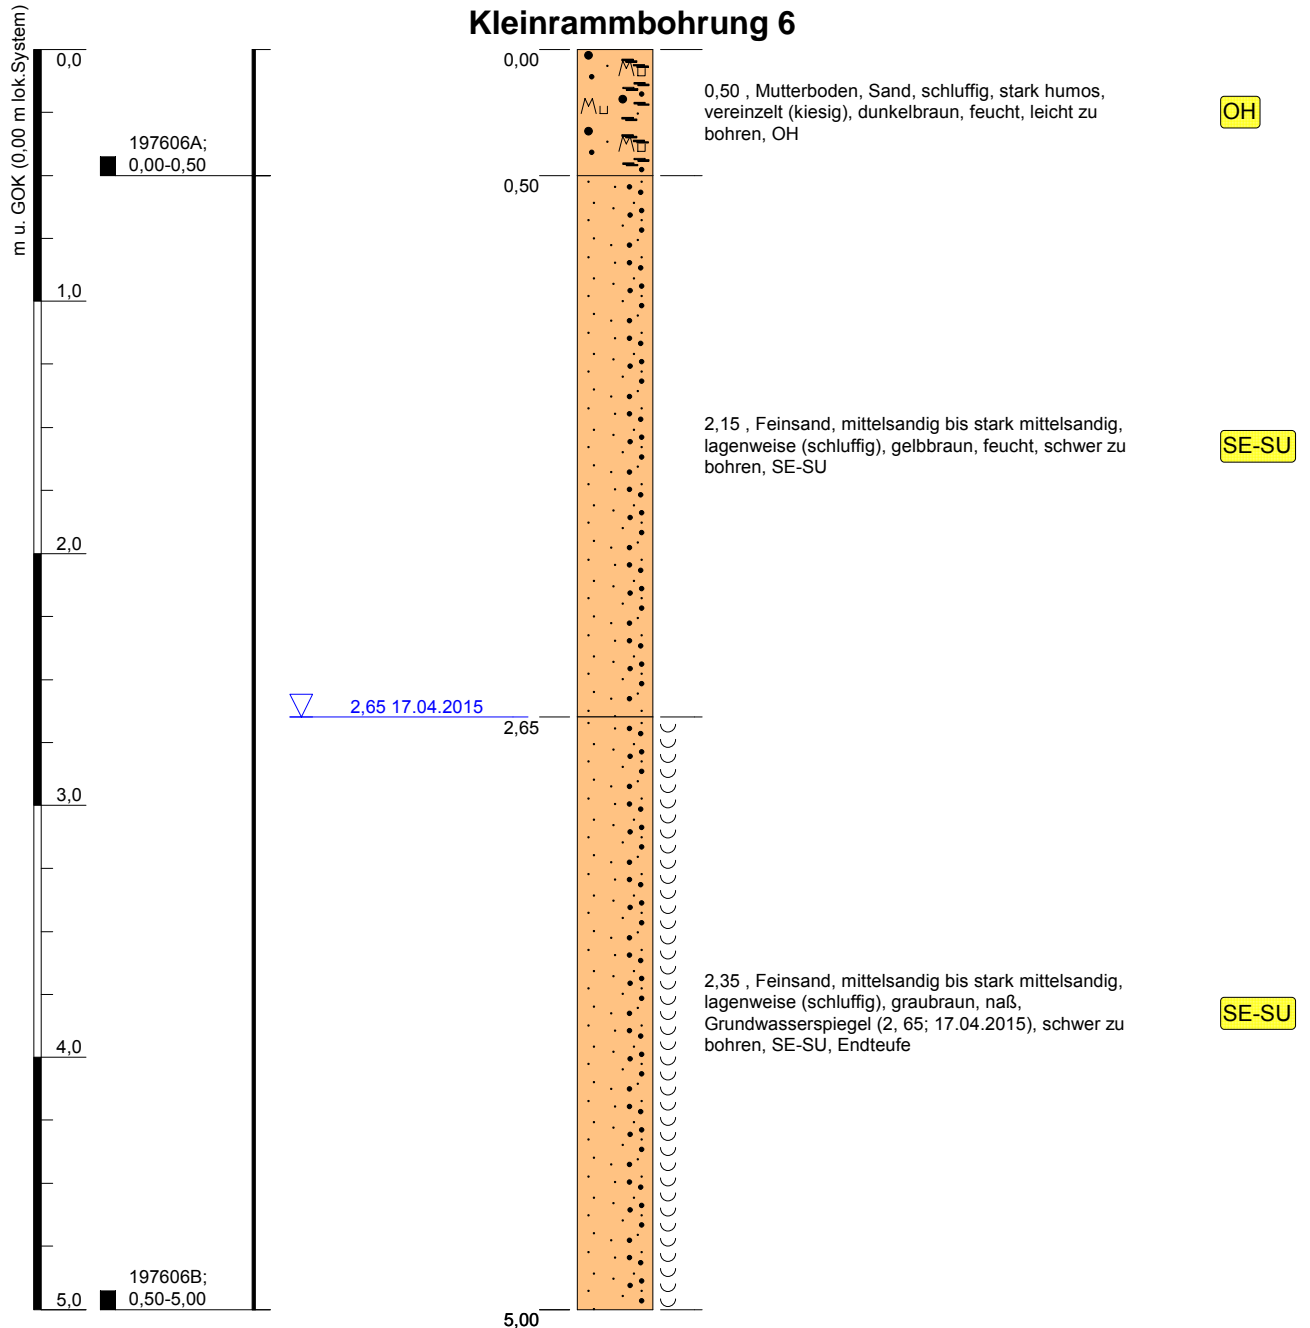 Kleinrammbohrung 6
m u. GOK (0,00 m lok.System)
0,0
0,00
0,50 , Mutterboden, Sand, schluffig, stark humos,
vereinzelt (kiesig), dunkelbraun, feucht, leicht zu
bohren, OH
OH
197606A;
0,00-0,50
0,50
1,0
2,15 , Feinsand, mittelsandig bis stark mittelsandig,
lagenweise (schluffig), gelbbraun, feucht, schwer zu
bohren, SE-SU
SE-SU
2,0
2,65 17.04.2015
2,65
3,0
2,35 , Feinsand, mittelsandig bis stark mittelsandig,
lagenweise (schluffig), graubraun, naß,
Grundwasserspiegel (2, 65; 17.04.2015), schwer zu
bohren, SE-SU, Endteufe
SE-SU
4,0
197606B;
0,50-5,00
5,0
5,00